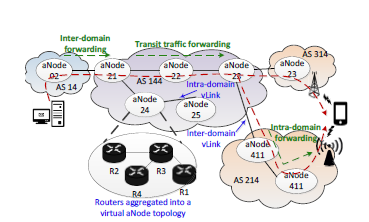 Inter-domain
forwarding
Transit traffic forwarding
AS 314
aNode
02
aNode
21
aNode
22
aNode
22
aNode
23
AS 14
AS 144
Intra-domain
vLink
aNode
24
aNode
25
Inter-domain
vLink
Intra-domain
forwarding
aNode
411
R2
R3
R1
R4
AS 214
aNode
411
Routers aggregated into a
virtual aNode topology